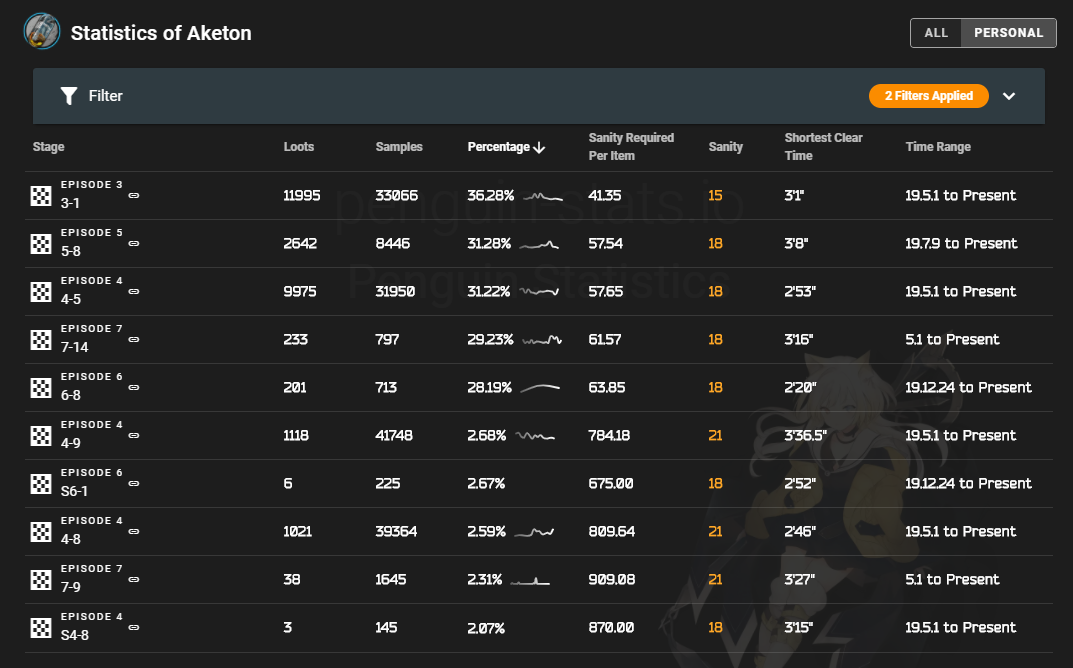 Statistics of Aketon
ALL PERSONAL
Filter
2 Filters Applied
Stage Loots Samples Percentage Sanity Required Per Item Sanity Shortest Clear Time Time Range
EPISODE 3
3-1 11995 33066 36.28% 41.35 15 3'1" 19.5.1 to Present
EPISODE 5
5-8 2642 8446 31.28% 57.54 18 3'8" 19.7.9 to Present
EPISODE 4
4-5 9975 31950 31.22% 57.65 18 2'53" 19.5.1 to Present
EPISODE 7
7-14 233 797 29.23% 61.57 18 3'16" 5.1 to Present
EPISODE 6
6-8 201 713 28.19% 63.85 18 2'20" 19.12.24 to Present
EPISODE 4
4-9 1118 41748 2.68% 784.18 21 3'36.5" 19.5.1 to Present
EPISODE 6
S6-1 6 225 2.67% 675.00 18 2'52" 19.12.24 to Present
EPISODE 4
4-8 1021 39364 2.59% 809.64 21 2'46" 19.5.1 to Present
EPISODE 7
7-9 38 1645 2.31% 909.08 21 3'27" 5.1 to Present
EPISODE 4
S4-8 3 145 2.07% 870.00 18 3'15" 19.5.1 to Present
penguin-stats.io
Penguin Statistics